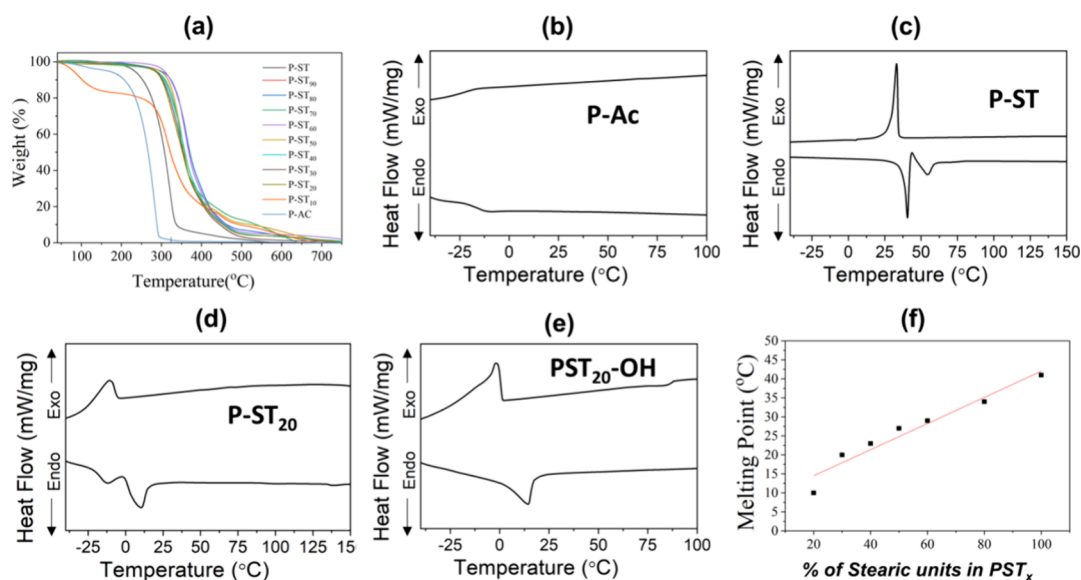 (a)
100
80
60
40
20
0
Weight (% )
100 200 300 400 500 600 700
Temperature(°C)
P-ST
P-ST90
P-ST80
P-ST70
P-ST60
P-ST50
P-ST40
P-ST30
P-ST20
P-ST10
P-AC
(b)
Heat Flow (mW/mg)
Endo
Exo
P-Ac
-25 0 25 50 75 100
Temperature (°C)
(c)
Heat Flow (mW/mg)
Endo
Exo
P-ST
-25 0 25 50 75 100 125 150
Temperature (°C)
(d)
Heat Flow (mW/mg)
Endo
Exo
P-ST20
-25 0 25 50 75 100 125 150
Temperature (°C)
(e)
Heat Flow (mW/mg)
Endo
Exo
PST20-OH
-25 0 25 50 75 100
Temperature (°C)
(f)
Melting Point (°C)
50
45
40
35
30
25
20
15
10
5
0
20 40 60 80 100
% of Stearic units in PSTx